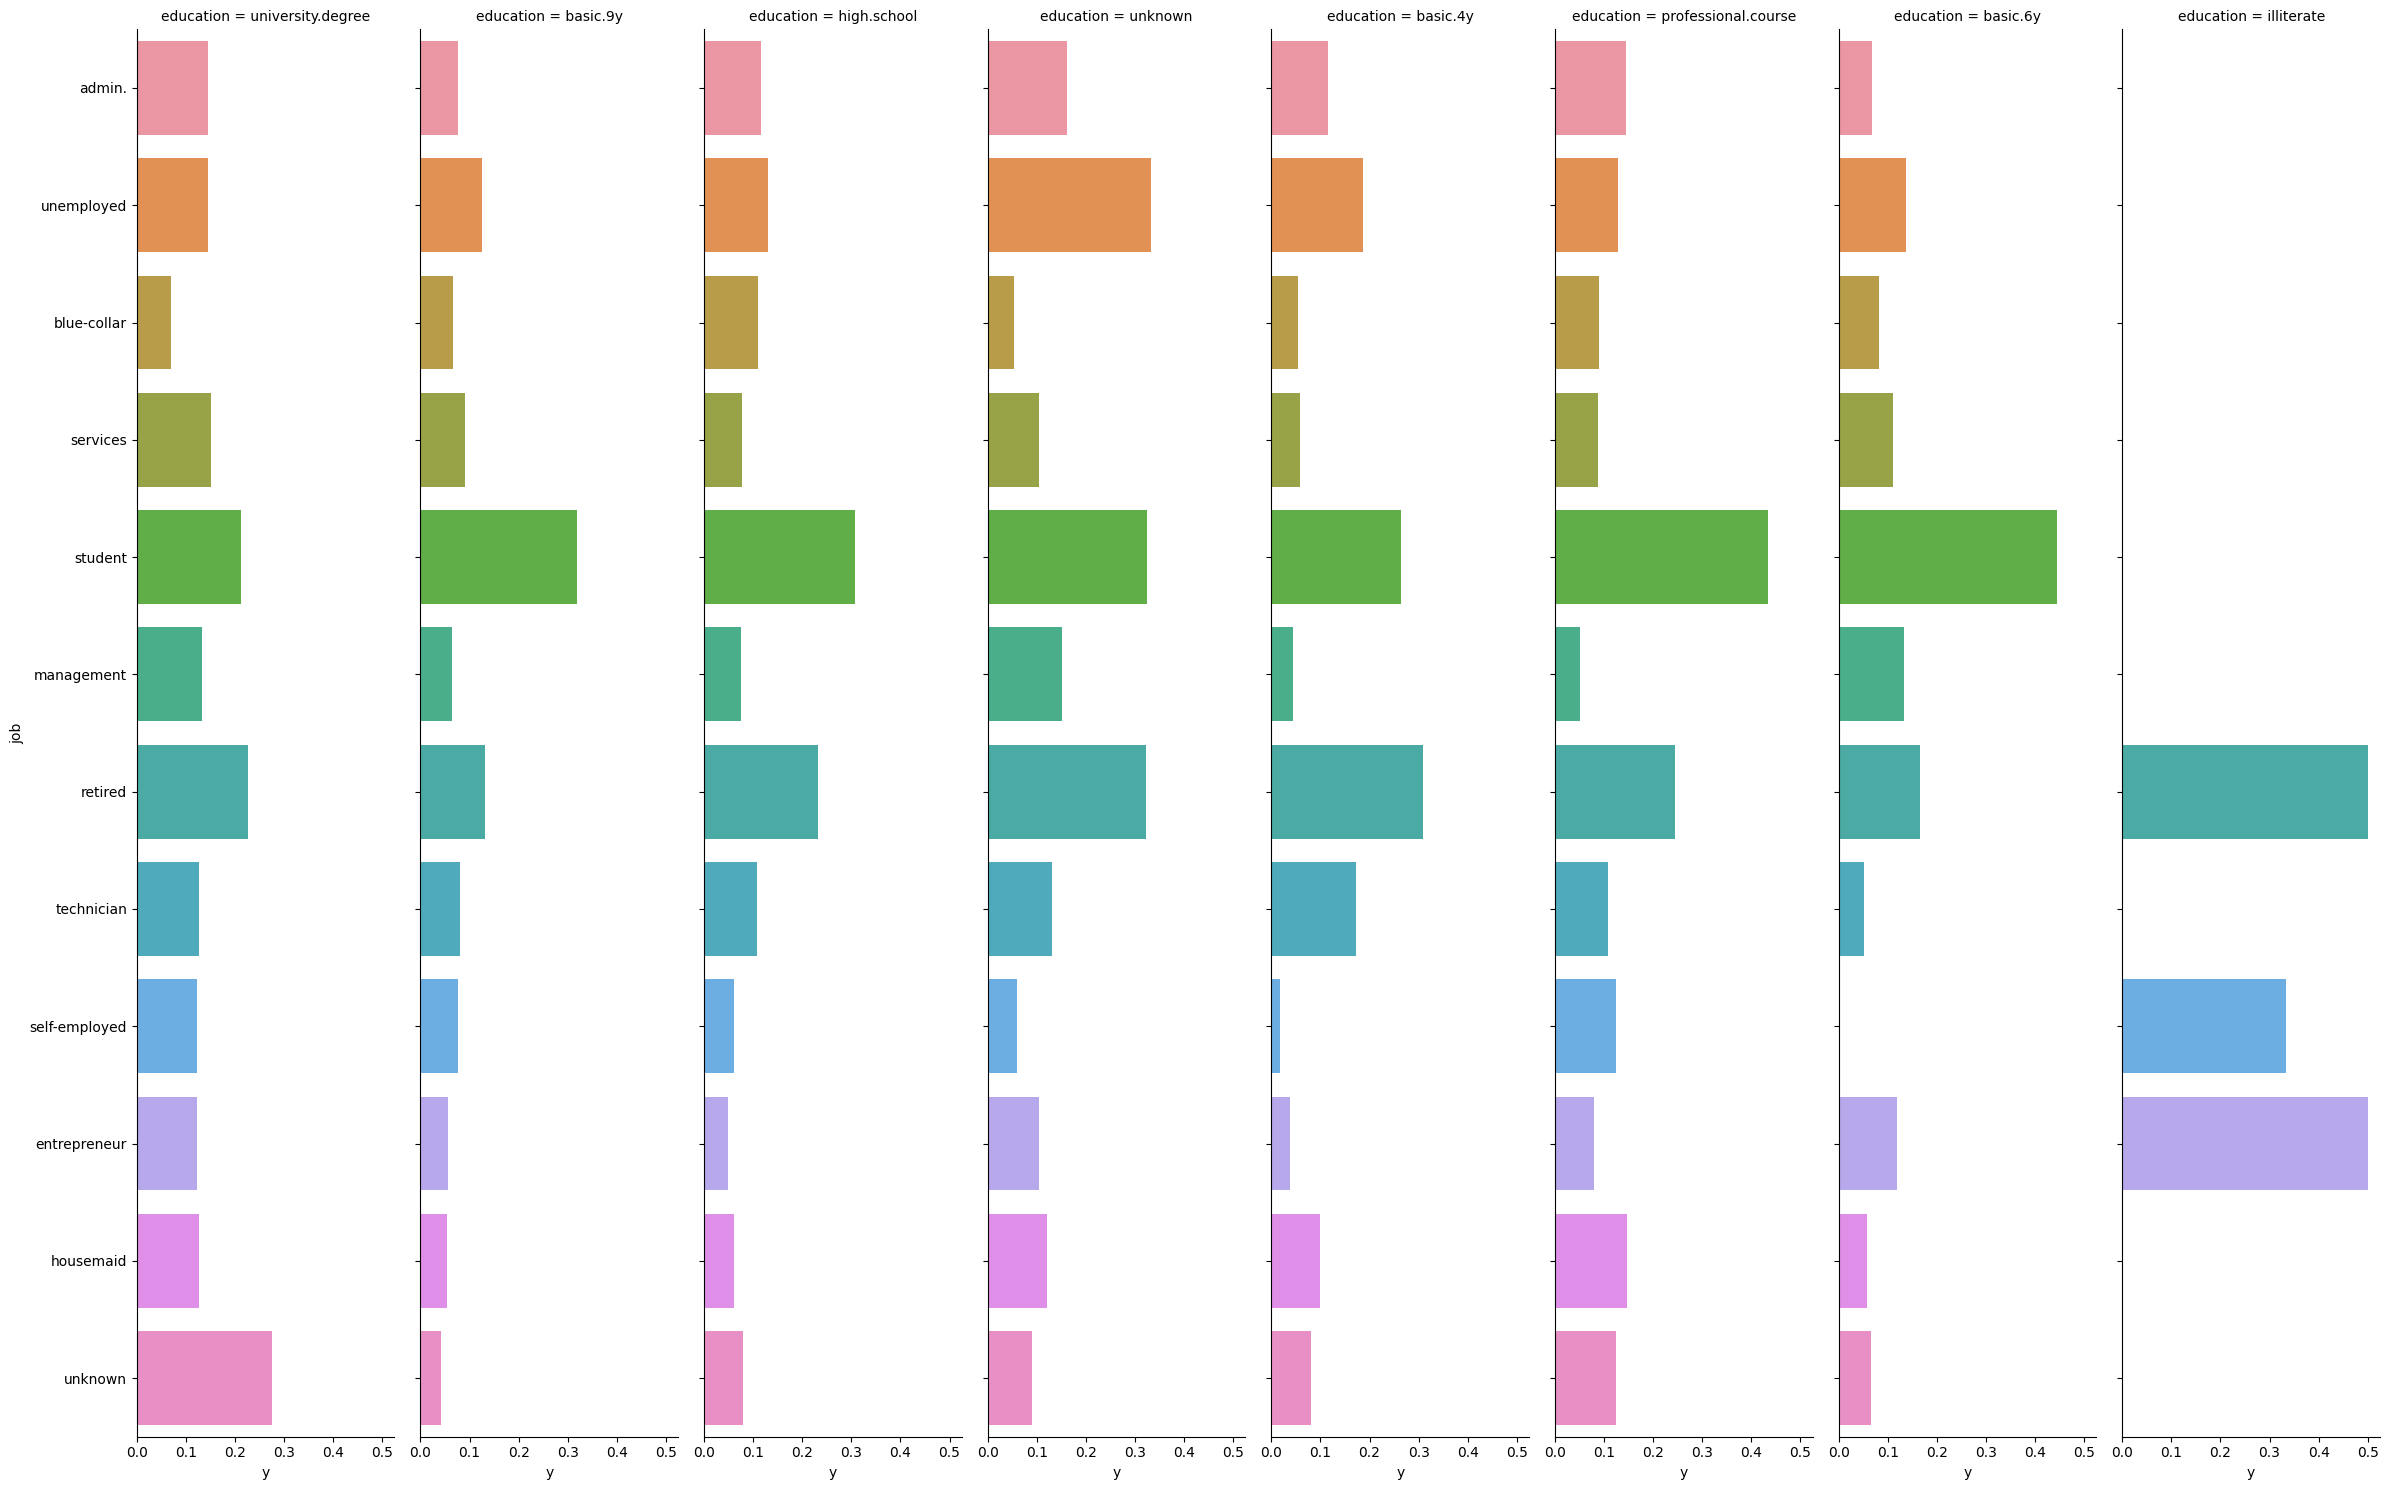 education = university.degree
education = basic.9y
education = high.school
education = unknown
education = basic.4y
education = professional.course
education = basic.6y
education = illiterate
job
admin.
unemployed
blue-collar
services
student
management
retired
technician
self-employed
entrepreneur
housemaid
unknown
0.0 0.1 0.2 0.3 0.4 0.5
y
0.0 0.1 0.2 0.3 0.4 0.5
y
0.0 0.1 0.2 0.3 0.4 0.5
y
0.0 0.1 0.2 0.3 0.4 0.5
y
0.0 0.1 0.2 0.3 0.4 0.5
y
0.0 0.1 0.2 0.3 0.4 0.5
y
0.0 0.1 0.2 0.3 0.4 0.5
y
0.0 0.1 0.2 0.3 0.4 0.5
y